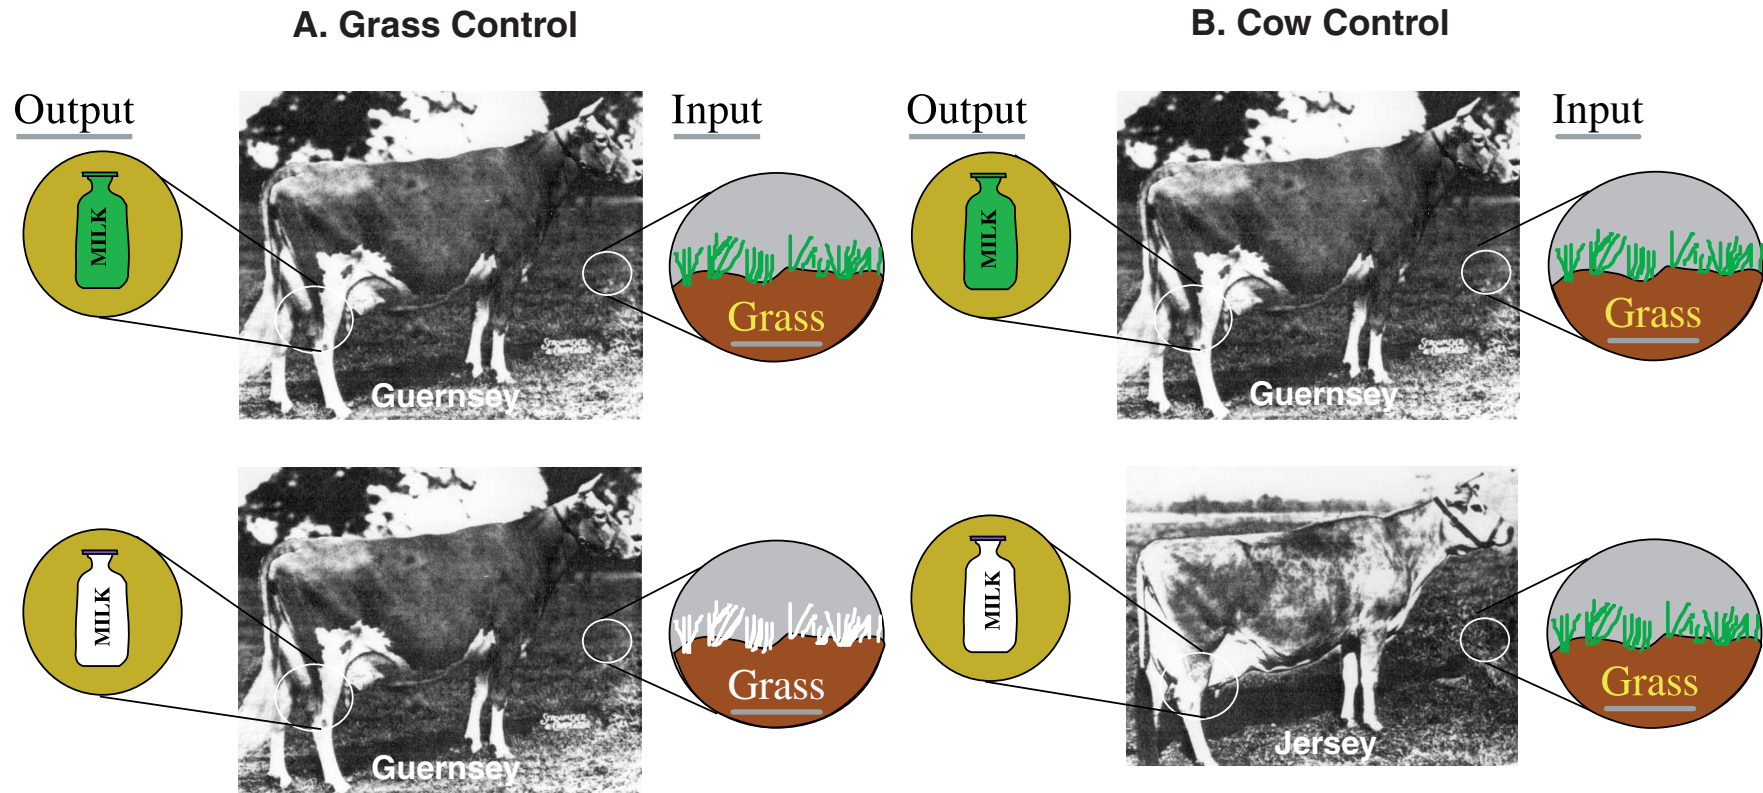 A. Grass Control
B. Cow Control
Output
Input
Output
Input
MILK
Grass
Guernsey
MILK
Grass
Guernsey
MILK
Grass
Guernsey
MILK
Grass
Jersey